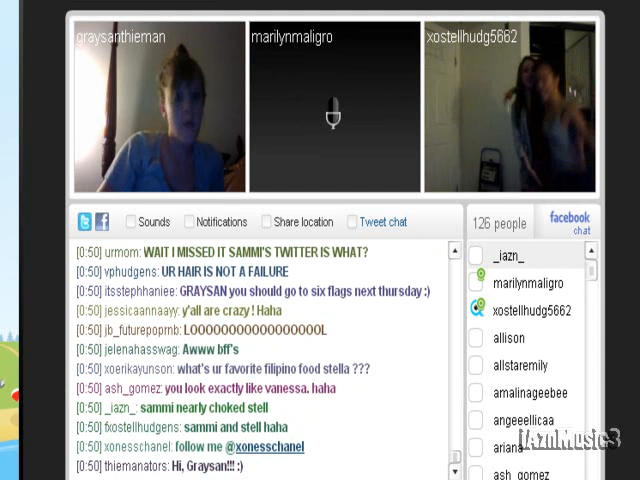 graysanthieman
marilynmaligro
xostellhudg5662
Sounds
Notifications
Share location
Tweet chat
126 people
facebook
chat
[0:50] urmom: WAIT I MISSED IT SAMMI'S TWITTER IS WHAT?
[0:50] vphudgens: UR HAIR IS NOT A FAILURE
[0:50] itsstephhaniee: GRAYSAN you should go to six flags next thursday :)
[0:50] jessicaannaayy: y'all are crazy ! Haha
[0:50] jb_futurepopmb: LOOOOOOOOOOOOOOOOOL
[0:50] jelenahasswag: Awww bff's
[0:50] xoerikayunson: what's ur favorite filipino food stella ???
[0:50] ash_gomez: you look exactly like vanessa. haha
[0:50] _iazn_: sammi nearly choked stell
[0:50] fxostellhudgens: sammi and stell haha
[0:50] xonesschanel: follow me @xonesschanel
[0:50] thiemanators: Hi, Graysan!!! :)
_iazn_
marilynmaligro
xostellhudg5662
allison
allstaremily
amalinageebee
angeeellicaa
ariana
ash_gomez
iAznMusic3